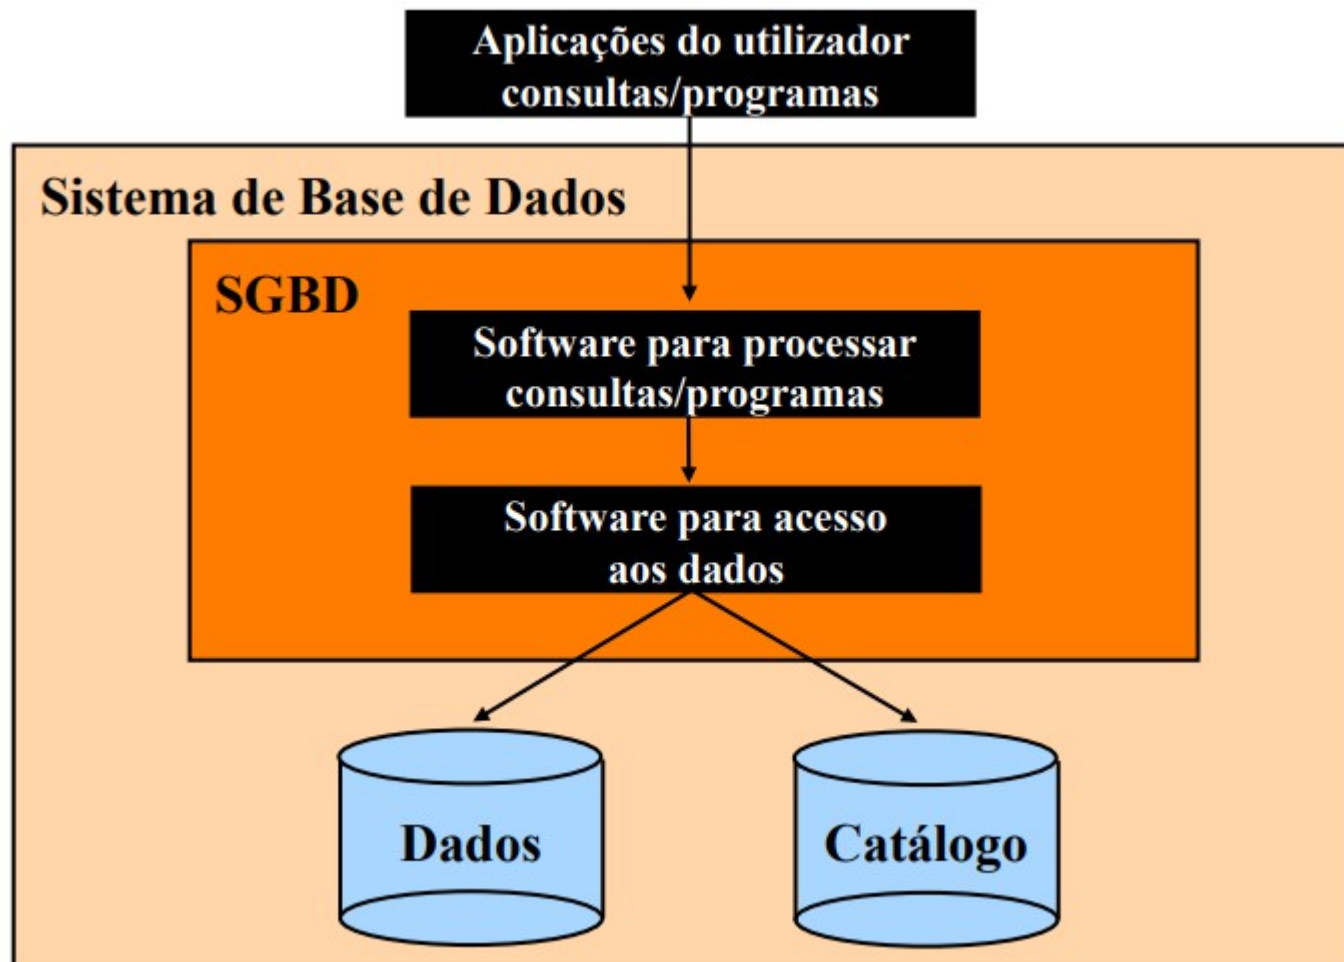 Aplicações do utilizador
consultas/programas
Sistema de Base de Dados
SGBD
Software para processar
consultas/programas
Software para acesso
aos dados
Dados
Catálogo